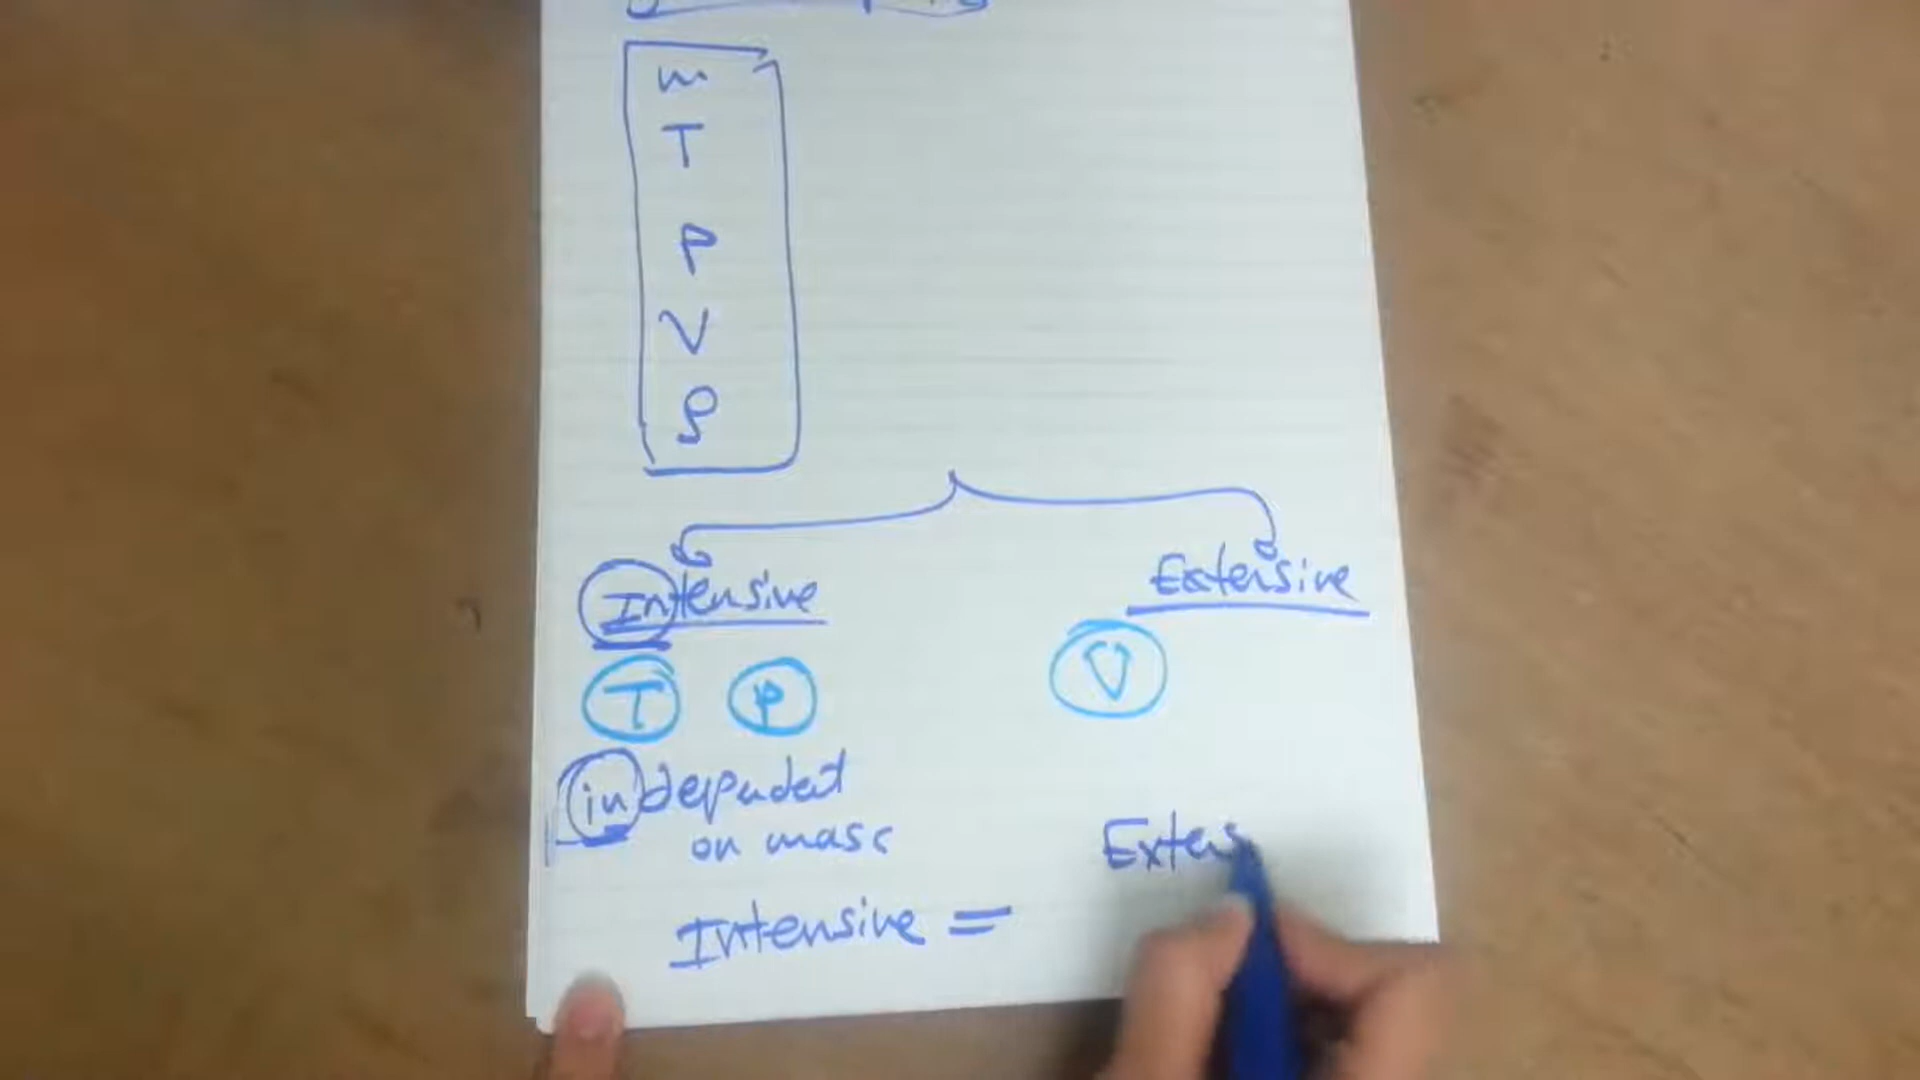 m
T
P
V
ρ
Intensive Extensive
T P V
independent
on mass
Extens
Intensive =